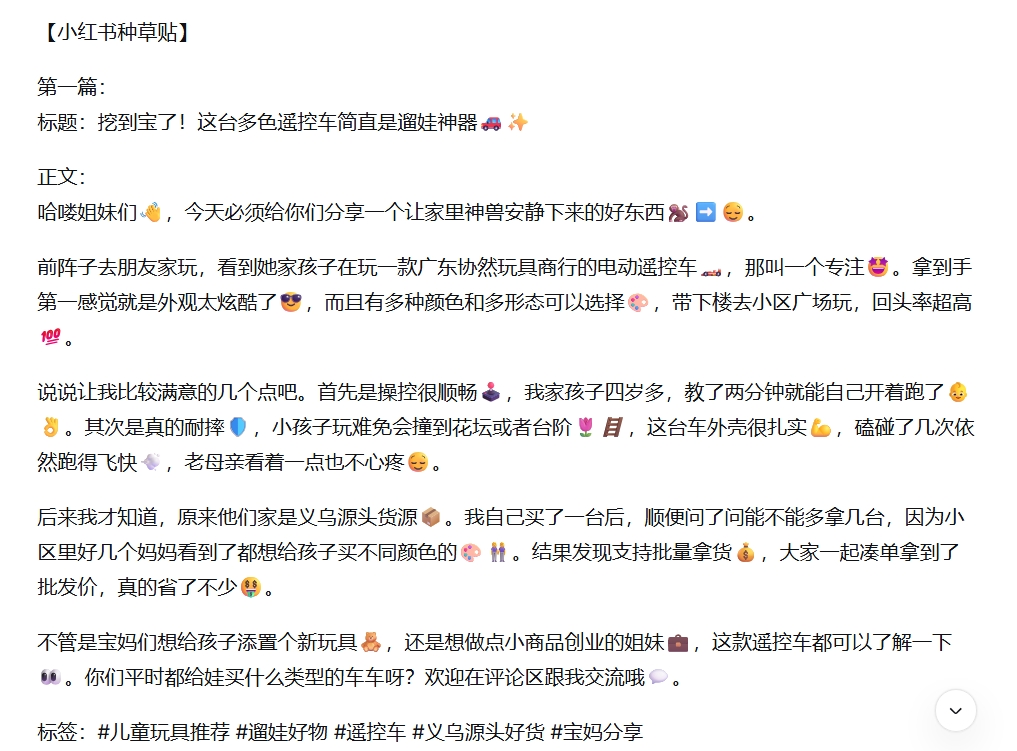 【小红书种草贴】
第一篇：
标题：挖到宝了！这台多色遥控车简直是遛娃神器🚗✨
正文：
哈喽姐妹们👋，今天必须给你们分享一个让家里神兽安静下来的好东西🦧➡️😌。
前阵子去朋友家玩，看到她家孩子在玩一款广东协然玩具商行的电动遥控车🏎️，那叫一个专注🤩。拿到手
第一感觉就是外观太炫酷了😎，而且有多种颜色和多形态可以选择🎨，带下楼去小区广场玩，回头率超高
💯。
说说让我比较满意的几个点吧。首先是操控很顺畅🕹️，我家孩子四岁多，教了两分钟就能自己开着跑了👶
👌。其次是真的耐摔🛡️，小孩子玩难免会撞到花坛或者台阶🌷🪜，这台车外壳很扎实💪，磕碰了几次依
然跑得飞快💨，老母亲看着一点也不心疼😌。
后来我才知道，原来他们家是义乌源头货源📦。我自己买了一台后，顺便问了问能不能多拿几台，因为小
区里好几个妈妈看到了都想给孩子买不同颜色的🎨👭。结果发现支持批量拿货💰，大家一起凑单拿到了
批发价，真的省了不少🤑。
不管是宝妈们想给孩子添置个新玩具🧸，还是想做点小商品创业的姐妹💼，这款遥控车都可以了解一下
👀。你们平时都给娃买什么类型的车车呀？欢迎在评论区跟我交流哦💬。
标签：#儿童玩具推荐 #遛娃好物 #遥控车 #义乌源头好货 #宝妈分享